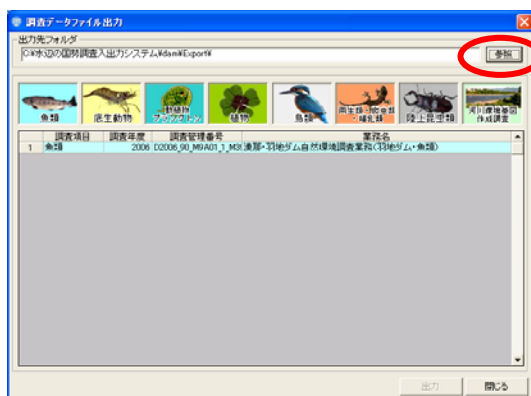 調査データファイル出力
出力先フォルダ
C:¥水辺の国勢調査入出力システム¥dam¥Export¥
参照
魚類
底生動物
動植物
プランクトン
植物
鳥類
両生類・爬虫類
・哺乳類
陸上昆虫類
河川環境基図
作成調査
調査項目 調査年度 調査管理番号 業務名
1 魚類 2006 D2006_90_M9A01_1_M3 漁那・羽地ダム自然環境調査業務(羽地ダム・魚類)
出力 閉じる